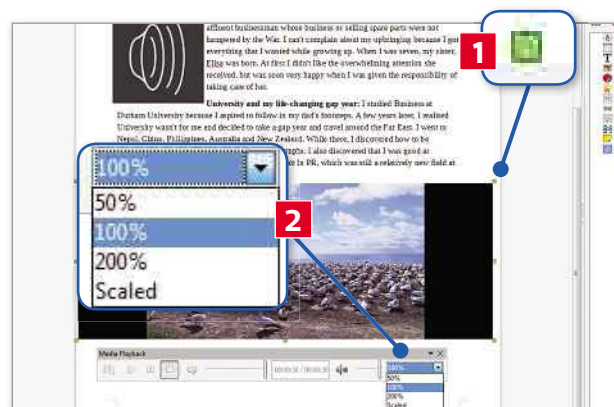 affluent businessman whose business or selling spare parts were not
hampered by the War. I can't complain about my upbringing because I got
everything that I wanted while growing up. When I was seven, my sister,
Elisa was born. At first I didn't like the overwhelming attention she
received, but was soon very happy when I was given the responsibility of
taking care of her.
University and my life-changing gap year: I studied Business at
Durham University because I aspired to follow in my dad's footsteps. A few years later, I realised
University wasn't for me and decided to take a gap year and travel around the Far East. I went to
Nepal, China, Philippines, Australia and New Zealand. While there, I discovered how to be
I also discovered that I was good at
in PR, which was still a relatively new field at
1
100%
50%
100%
200%
Scaled
2
Media Playback
100%
50%
100%
200%
Scaled
T